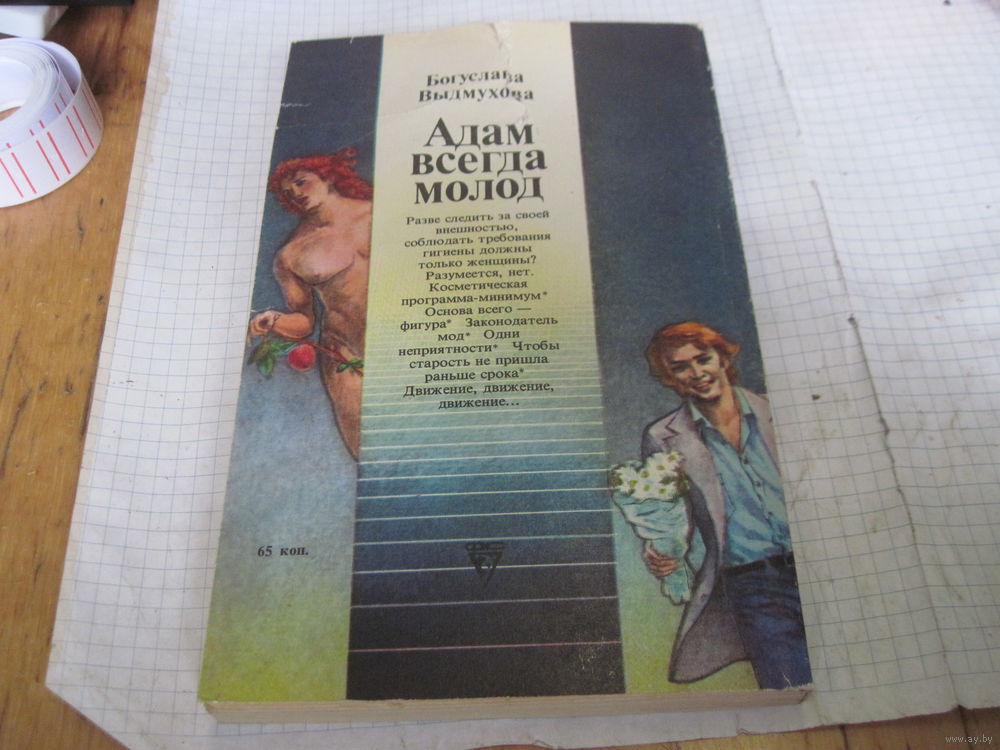 Богуслава
Выдмухова
Адам
всегда
молод
Разве следить за своей
внешностью,
соблюдать требования
гигиены должны
только женщины?
Разумеется, нет.
Косметическая
программа-минимум*
Основа всего —
фигура* Законодатель
мод* Одни
неприятности* Чтобы
старость не пришла
раньше срока*
Движение, движение,
движение...
65 коп.
ФС
www.ay.by